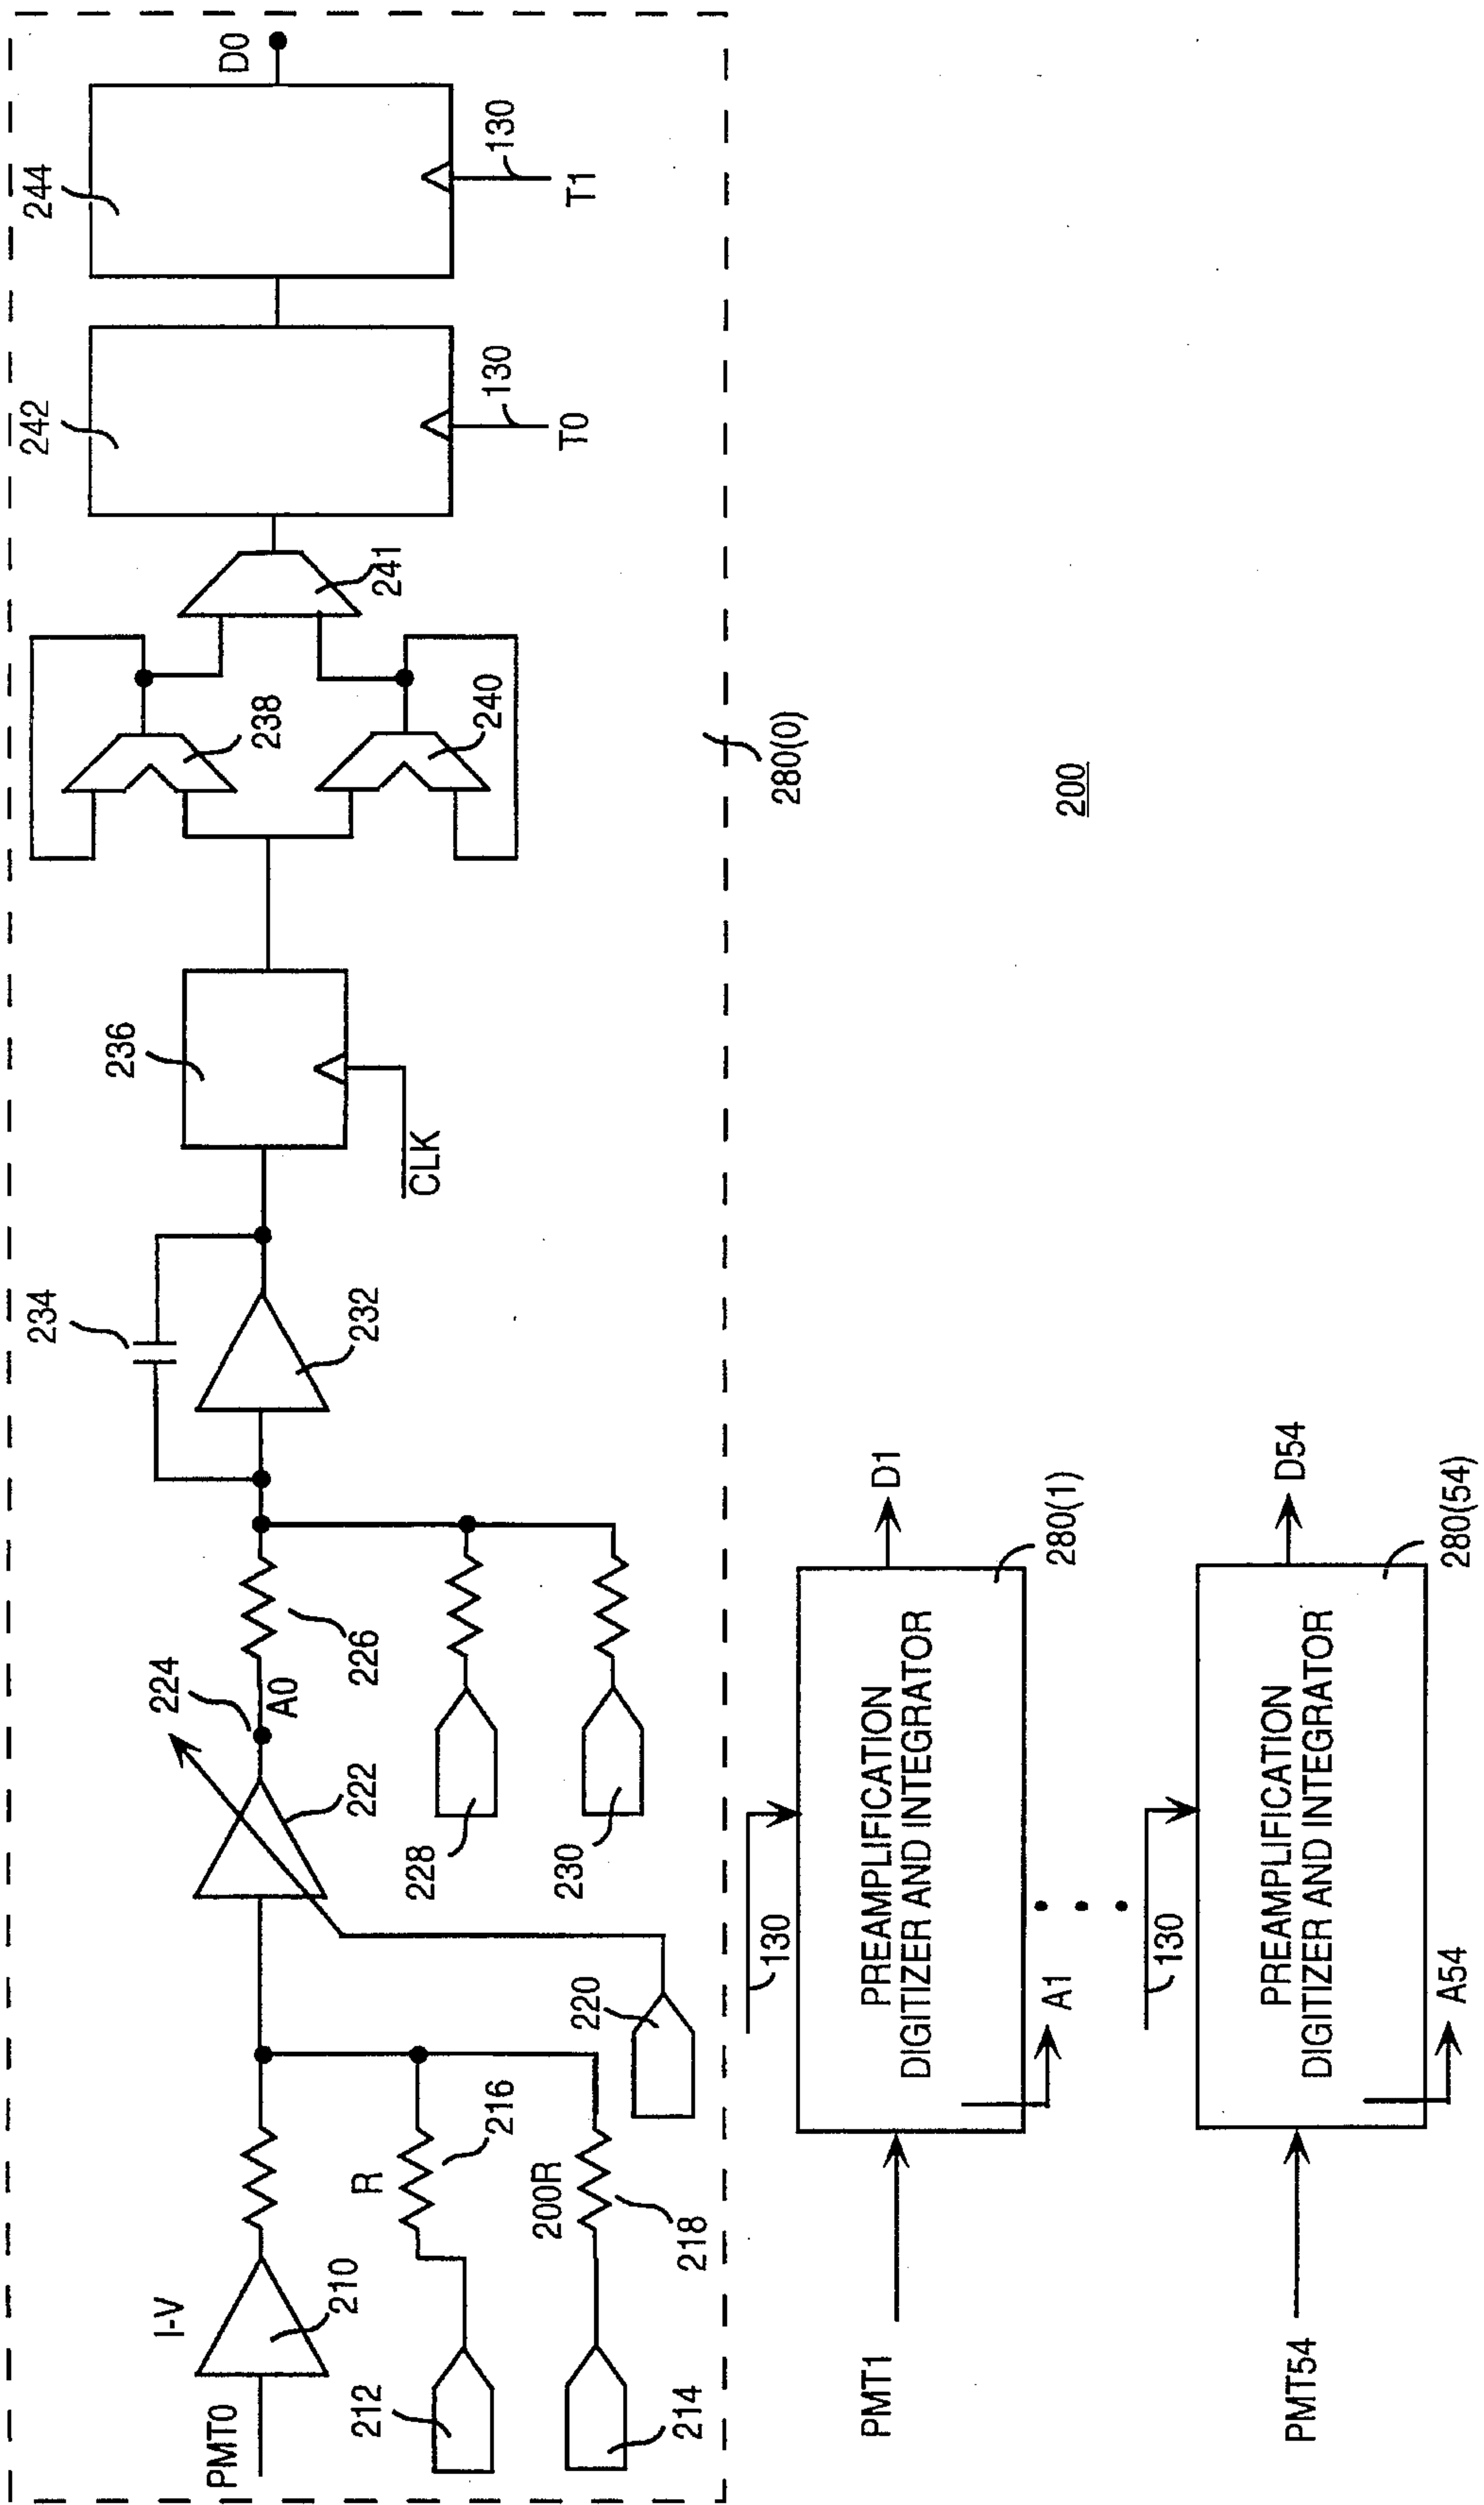 PMT0
I-V
210
212
214
R
216
200R
218
220
222
224
A0
226
228
230
232
234
236
CLK
238
240
241
242
T0
130
244
T1
130
D0
280(0)
200
PMT1
130
A1
PREAMPLIFICATION
DIGITIZER AND INTEGRATOR
D1
280(1)
PMT54
130
A54
PREAMPLIFICATION
DIGITIZER AND INTEGRATOR
D54
280(54)